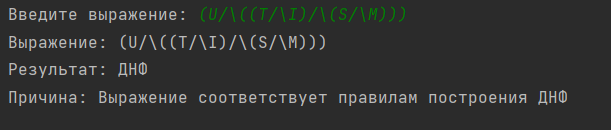 Введите выражение: (U/\((T/\I)/\(S/\M)))
Выражение: (U/\((T/\I)/\(S/\M)))
Результат: ДНФ
Причина: Выражение соответствует правилам построения ДНФ